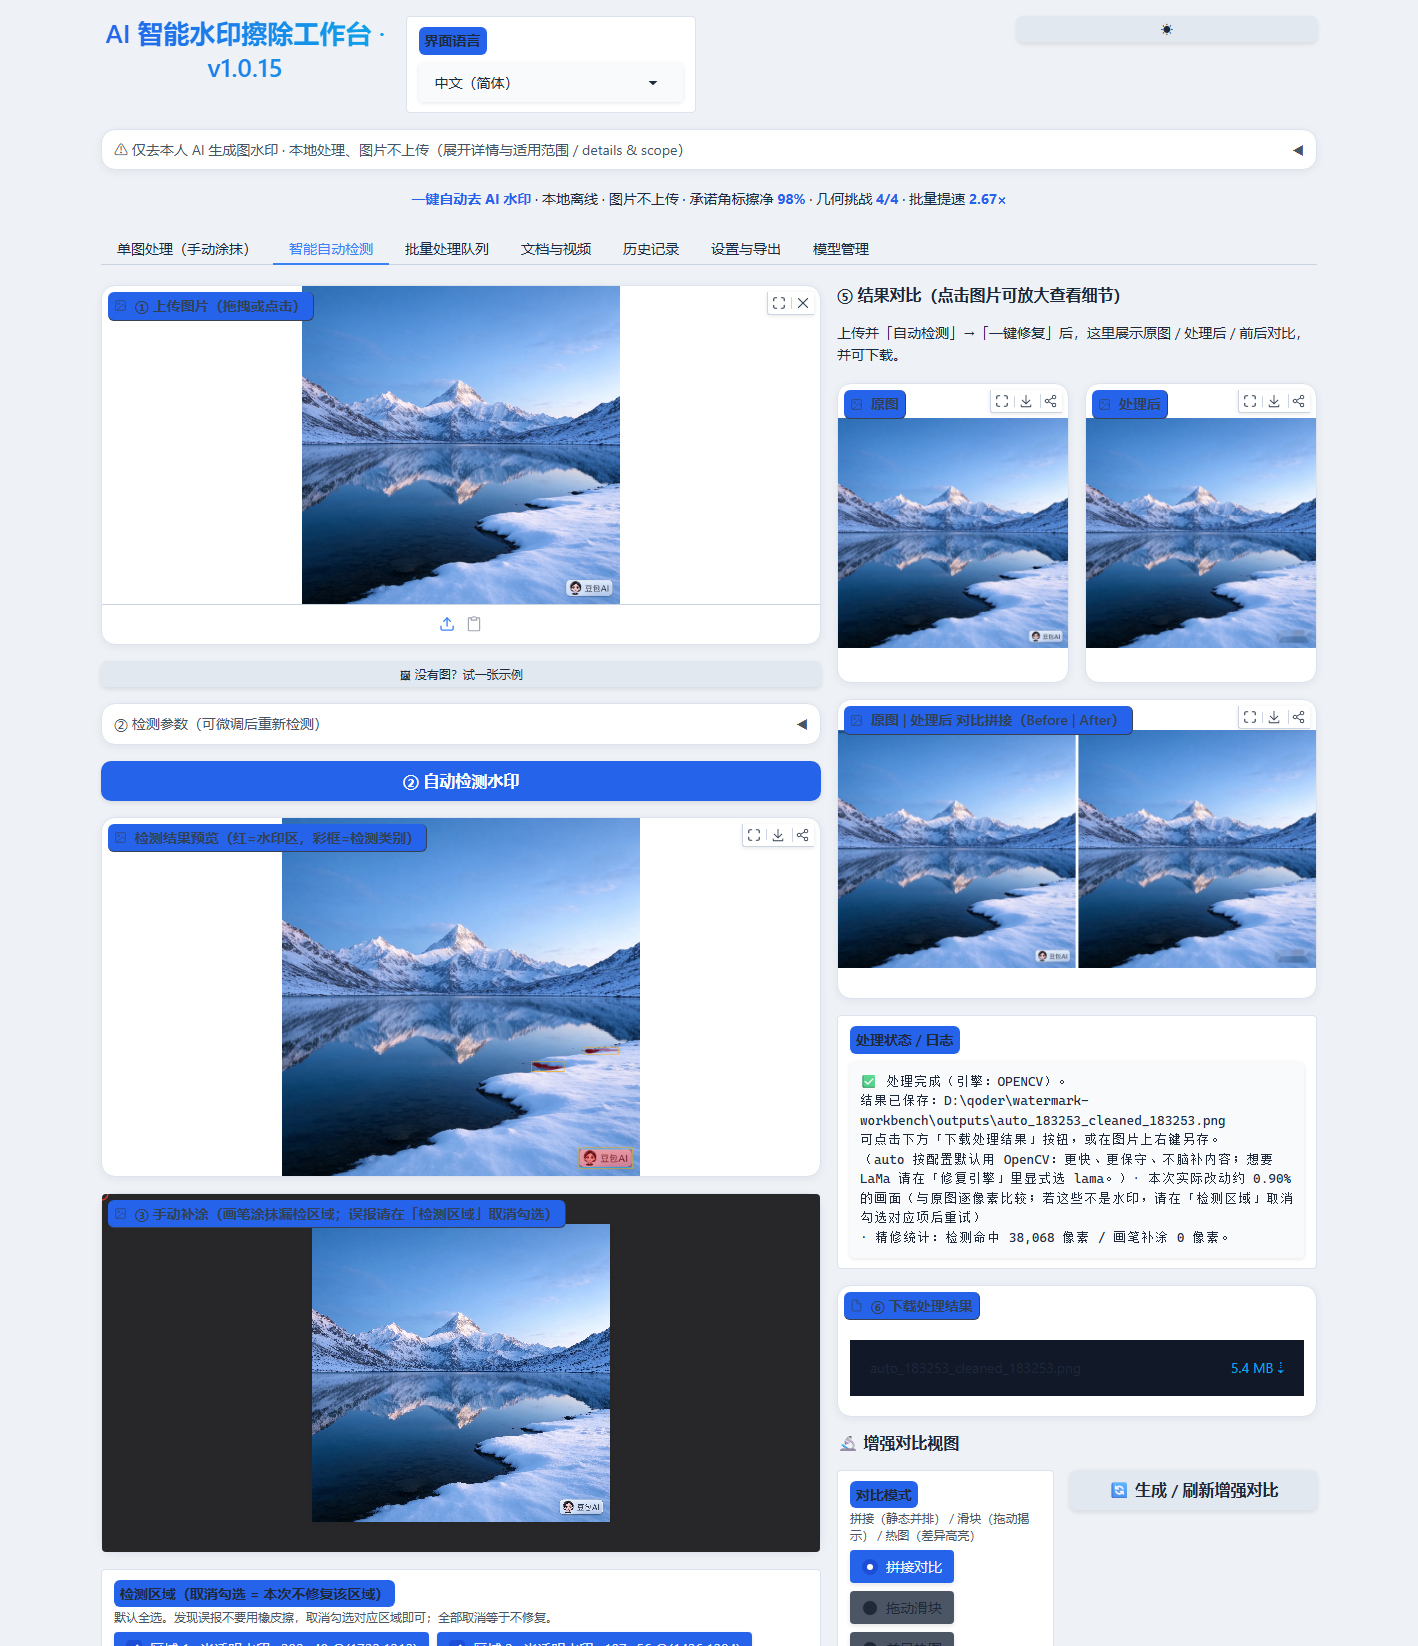 AI 智能水印擦除工作台 ·
v1.0.15
界面语言
中文（简体）
⚠ 仅去本人 AI 生成图水印 · 本地处理、图片不上传（展开详情与适用范围 / details & scope）
一键自动去 AI 水印 · 本地离线 · 图片不上传 · 承诺角标擦净 98% · 几何挑战 4/4 · 批量提速 2.67×
单图处理（手动涂抹） 智能自动检测 批量处理队列 文档与视频 历史记录 设置与导出 模型管理
① 上传图片（拖拽或点击）
豆包AI
没有图？试一张示例
② 检测参数（可微调后重新检测）
② 自动检测水印
检测结果预览（红=水印区，彩框=检测类别）
豆包AI
③ 手动补涂（画笔涂抹漏检区域；误报请在「检测区域」取消勾选）
豆包AI
检测区域（取消勾选 = 本次不修复该区域）
默认全选。发现误报不要用橡皮擦，取消勾选对应区域即可；全部取消等于不修复。
⑤ 结果对比（点击图片可放大查看细节）
上传并「自动检测」→「一键修复」后，这里展示原图 / 处理后 / 前后对比，
并可下载。
原图
豆包AI
处理后
原图 | 处理后 对比拼接（Before | After）
豆包AI
处理状态 / 日志
✅ 处理完成（引擎：OPENCV）。
结果已保存：D:\qoder\watermark-
workbench\outputs\auto_183253_cleaned_183253.png
可点击下方「下载处理结果」按钮，或在图片上右键另存。
（auto 按配置默认用 OpenCV：更快、更保守、不脑补内容；想要
LaMa 请在「修复引擎」里显式选 lama。）· 本次实际改动约 0.90%
的画面（与原图逐像素比较；若这些不是水印，请在「检测区域」取消
勾选对应项后重试）
· 精修统计：检测命中 38,068 像素 / 画笔补涂 0 像素。
⑥ 下载处理结果
auto_183253_cleaned_183253.png 5.4 MB ⇣
🔬 增强对比视图
对比模式
拼接（静态并排） / 滑块（拖动揭
示） / 热图（差异高亮）
拼接对比
拖动滑块
🔄 生成 / 刷新增强对比